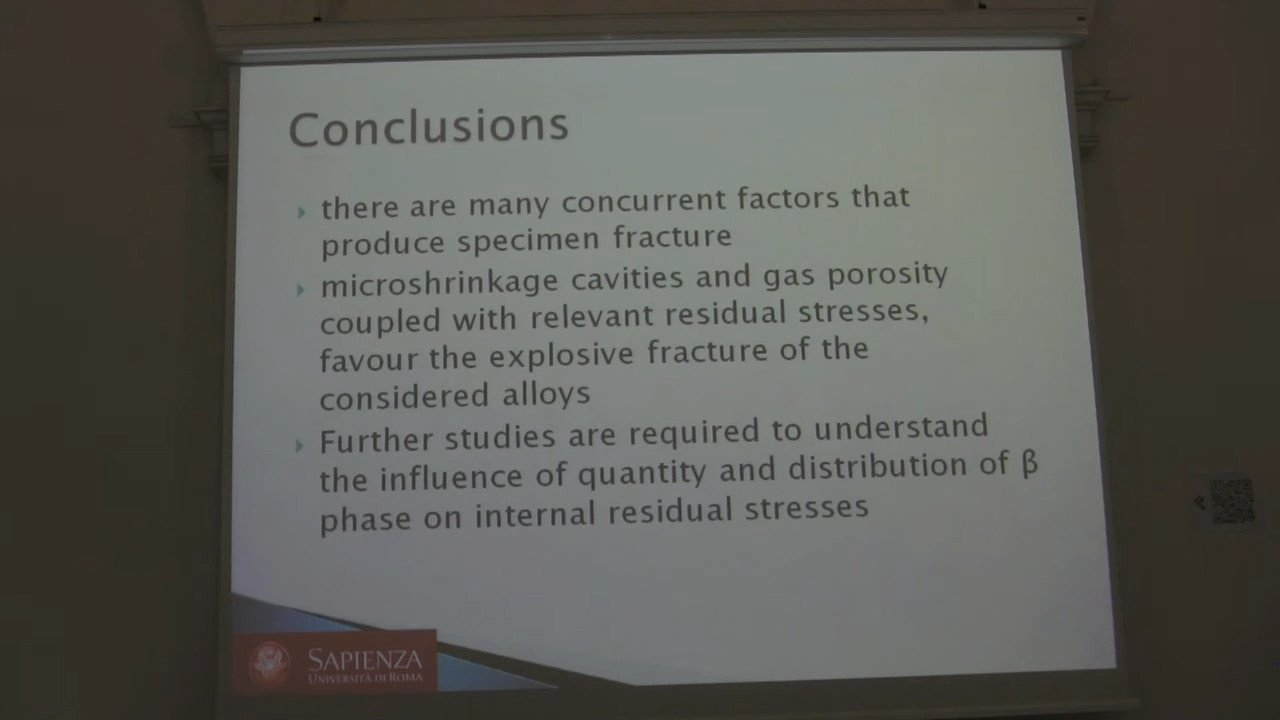 Conclusions
there are many concurrent factors that
produce specimen fracture
microshrinkage cavities and gas porosity
coupled with relevant residual stresses,
favour the explosive fracture of the
considered alloys
Further studies are required to understand
the influence of quantity and distribution of β
phase on internal residual stresses
SAPIENZA
UNIVERSITÀ DI ROMA